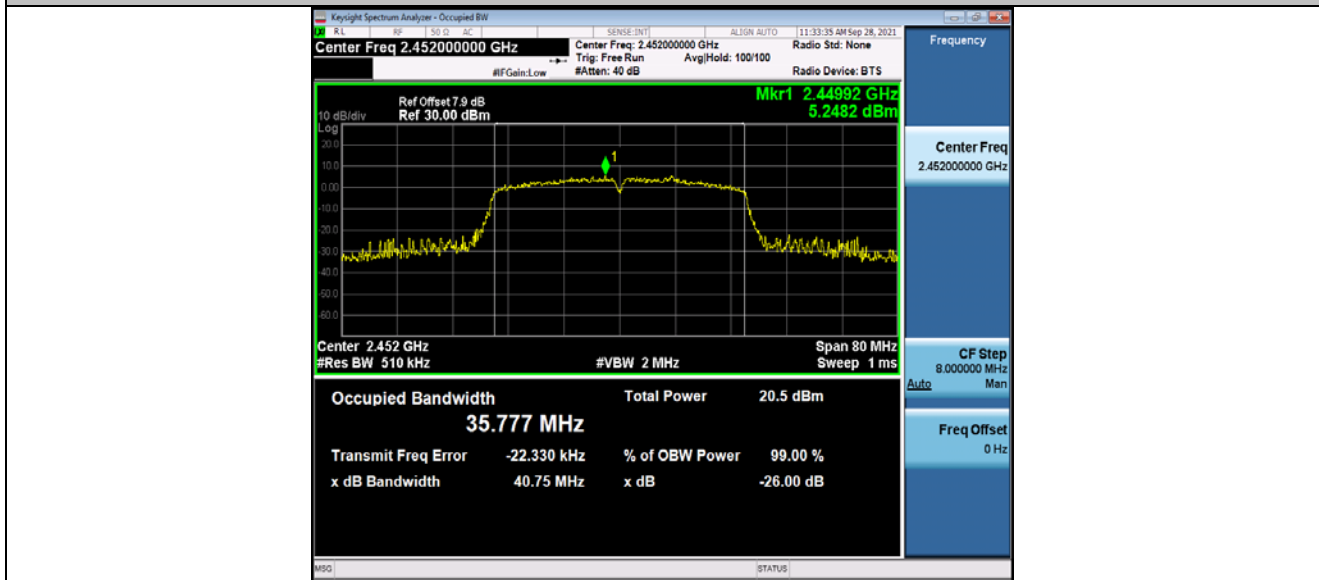 Keysight Spectrum Analyzer - Occupied BW
RL RF 50 Ω AC SENSE:INT ALIGN AUTO 11:33:35 AM Sep 28, 2021
Center Freq 2.452000000 GHz
Center Freq: 2.452000000 GHz
Radio Std: None
Trig: Free Run Avg|Hold: 100/100
#IFGain:Low #Atten: 40 dB Radio Device: BTS
Frequency
Mkr1 2.44992 GHz
5.2482 dBm
Ref Offset 7.9 dB
10 dB/div Ref 30.00 dBm
Log
20.0
10.0
0.00
-10.0
-20.0
-30.0
-40.0
-50.0
-60.0
1
Center 2.452 GHz Span 80 MHz
#Res BW 510 kHz #VBW 2 MHz Sweep 1 ms
Occupied Bandwidth Total Power 20.5 dBm
35.777 MHz
Transmit Freq Error -22.330 kHz % of OBW Power 99.00 %
x dB Bandwidth 40.75 MHz x dB -26.00 dB
Center Freq
2.452000000 GHz
CF Step
8.000000 MHz
Auto Man
Freq Offset
0 Hz
MSG STATUS